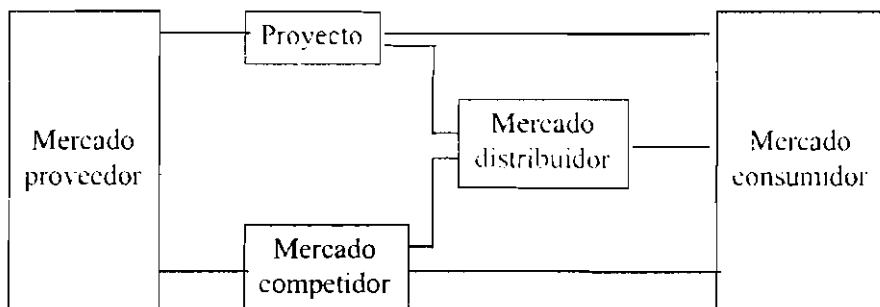 Proyecto
Mercado
proveedor
Mercado
distribuidor
Mercado
consumidor
Mercado
competidor